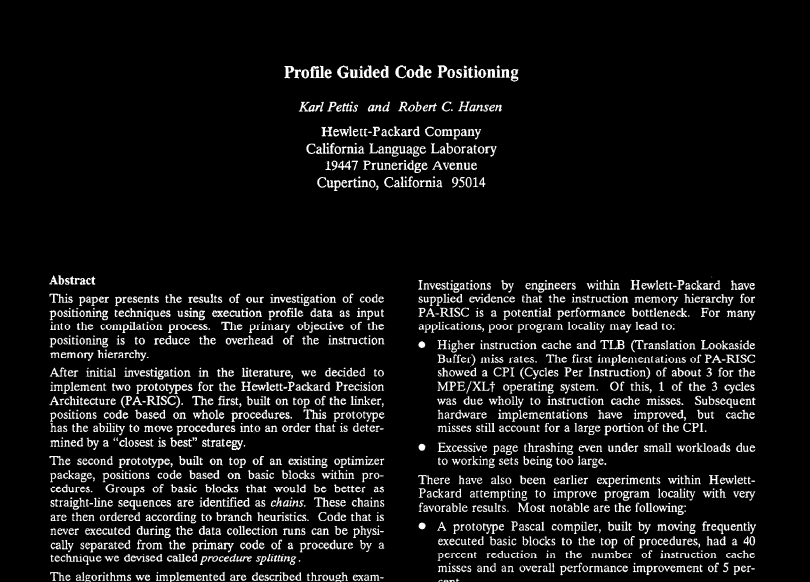 Profile Guided Code Positioning
Karl Pettis and Robert C. Hansen
Hewlett-Packard Company
California Language Laboratory
19447 Pruneridge Avenue
Cupertino, California 95014
Abstract
This paper presents the results of our investigation of code
positioning techniques using execution profile data as input
into the compilation process. The primary objective of the
positioning is to reduce the overhead of the instruction
memory hierarchy.
After initial investigation in the literature, we decided to
implement two prototypes for the Hewlett-Packard Precision
Architecture (PA-RISC). The first, built on top of the linker,
positions code based on whole procedures. This prototype
has the ability to move procedures into an order that is deter-
mined by a “closest is best” strategy.
The second prototype, built on top of an existing optimizer
package, positions code based on basic blocks within pro-
cedures. Groups of basic blocks that would be better as
straight-line sequences are identified as chains. These chains
are then ordered according to branch heuristics. Code that is
never executed during the data collection runs can be physi-
cally separated from the primary code of a procedure by a
technique we devised called procedure splitting.
The algorithms we implemented are described through exam-
Investigations by engineers within Hewlett-Packard have
supplied evidence that the instruction memory hierarchy for
PA-RISC is a potential performance bottleneck. For many
applications, poor program locality may lead to:
● Higher instruction cache and TLB (Translation Lookaside
Buffer) miss rates. The first implementations of PA-RISC
showed a CPI (Cycles Per Instruction) of about 3 for the
MPE/XL† operating system. Of this, 1 of the 3 cycles
was due wholly to instruction cache misses. Subsequent
hardware implementations have improved, but cache
misses still account for a large portion of the CPI.
● Excessive page thrashing even under small workloads due
to working sets being too large.
There have also been earlier experiments within Hewlett-
Packard attempting to improve program locality with very
favorable results. Most notable are the following:
● A prototype Pascal compiler, built by moving frequently
executed basic blocks to the top of procedures, had a 40
percent reduction in the number of instruction cache
misses and an overall performance improvement of 5 per-
cent.